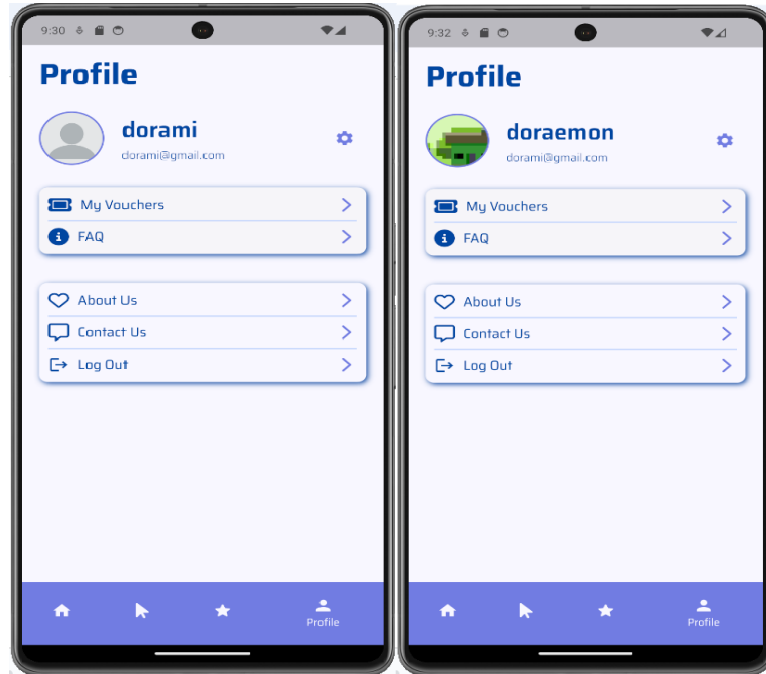 9:30
Profile
dorami
dorami@gmail.com
My Vouchers
FAQ
About Us
Contact Us
Log Out
Profile
9:32
Profile
doraemon
dorami@gmail.com
My Vouchers
FAQ
About Us
Contact Us
Log Out
Profile